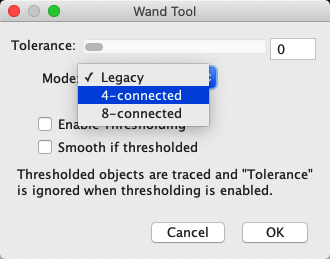 Wand Tool
Tolerance: 0
Mode: ✓ Legacy
4-connected
8-connected
Enable Thresholding
Smooth if thresholded
Thresholded objects are traced and "Tolerance"
is ignored when thresholding is enabled.
Cancel OK